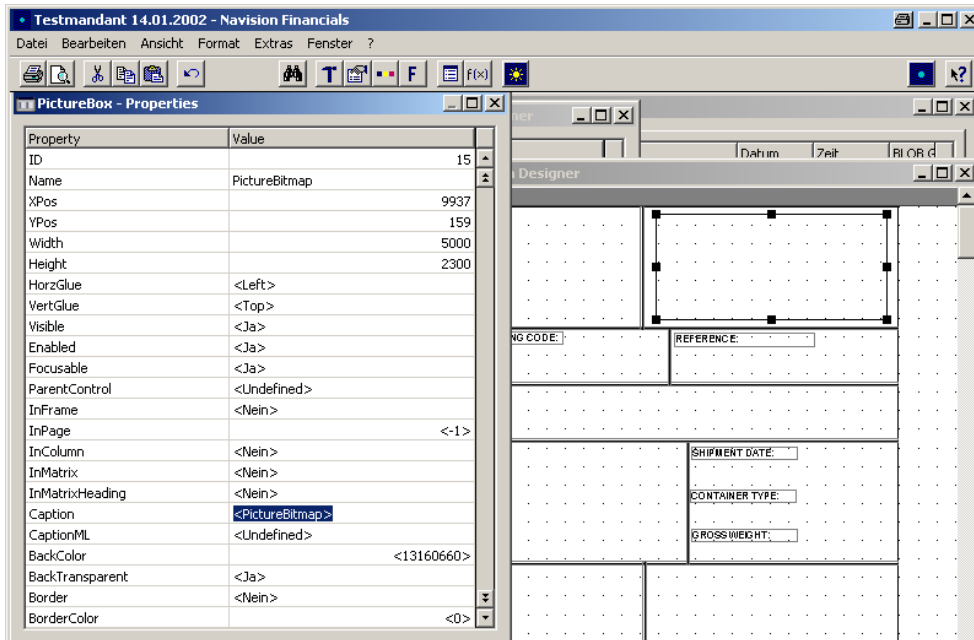 Testmandant 14.01.2002 - Navision Financials
Datei Bearbeiten Ansicht Format Extras Fenster ?
T F f(x) ?
PictureBox - Properties
Property Value
ID 15
Name PictureBitmap
XPos 9937
YPos 159
Width 5000
Height 2300
HorzGlue <Left>
VertGlue <Top>
Visible <Ja>
Enabled <Ja>
Focusable <Ja>
ParentControl <Undefined>
InFrame <Nein>
InPage <-1>
InColumn <Nein>
InMatrix <Nein>
InMatrixHeading <Nein>
Caption <PictureBitmap>
CaptionML <Undefined>
BackColor <13160660>
BackTransparent <Ja>
Border <Nein>
BorderColor <0>
ner
Datum Zeit BLOB G
Designer
NG CODE:
REFERENCE:
SHIPMENT DATE:
CONTAINER TYPE:
GROSS WEIGHT: